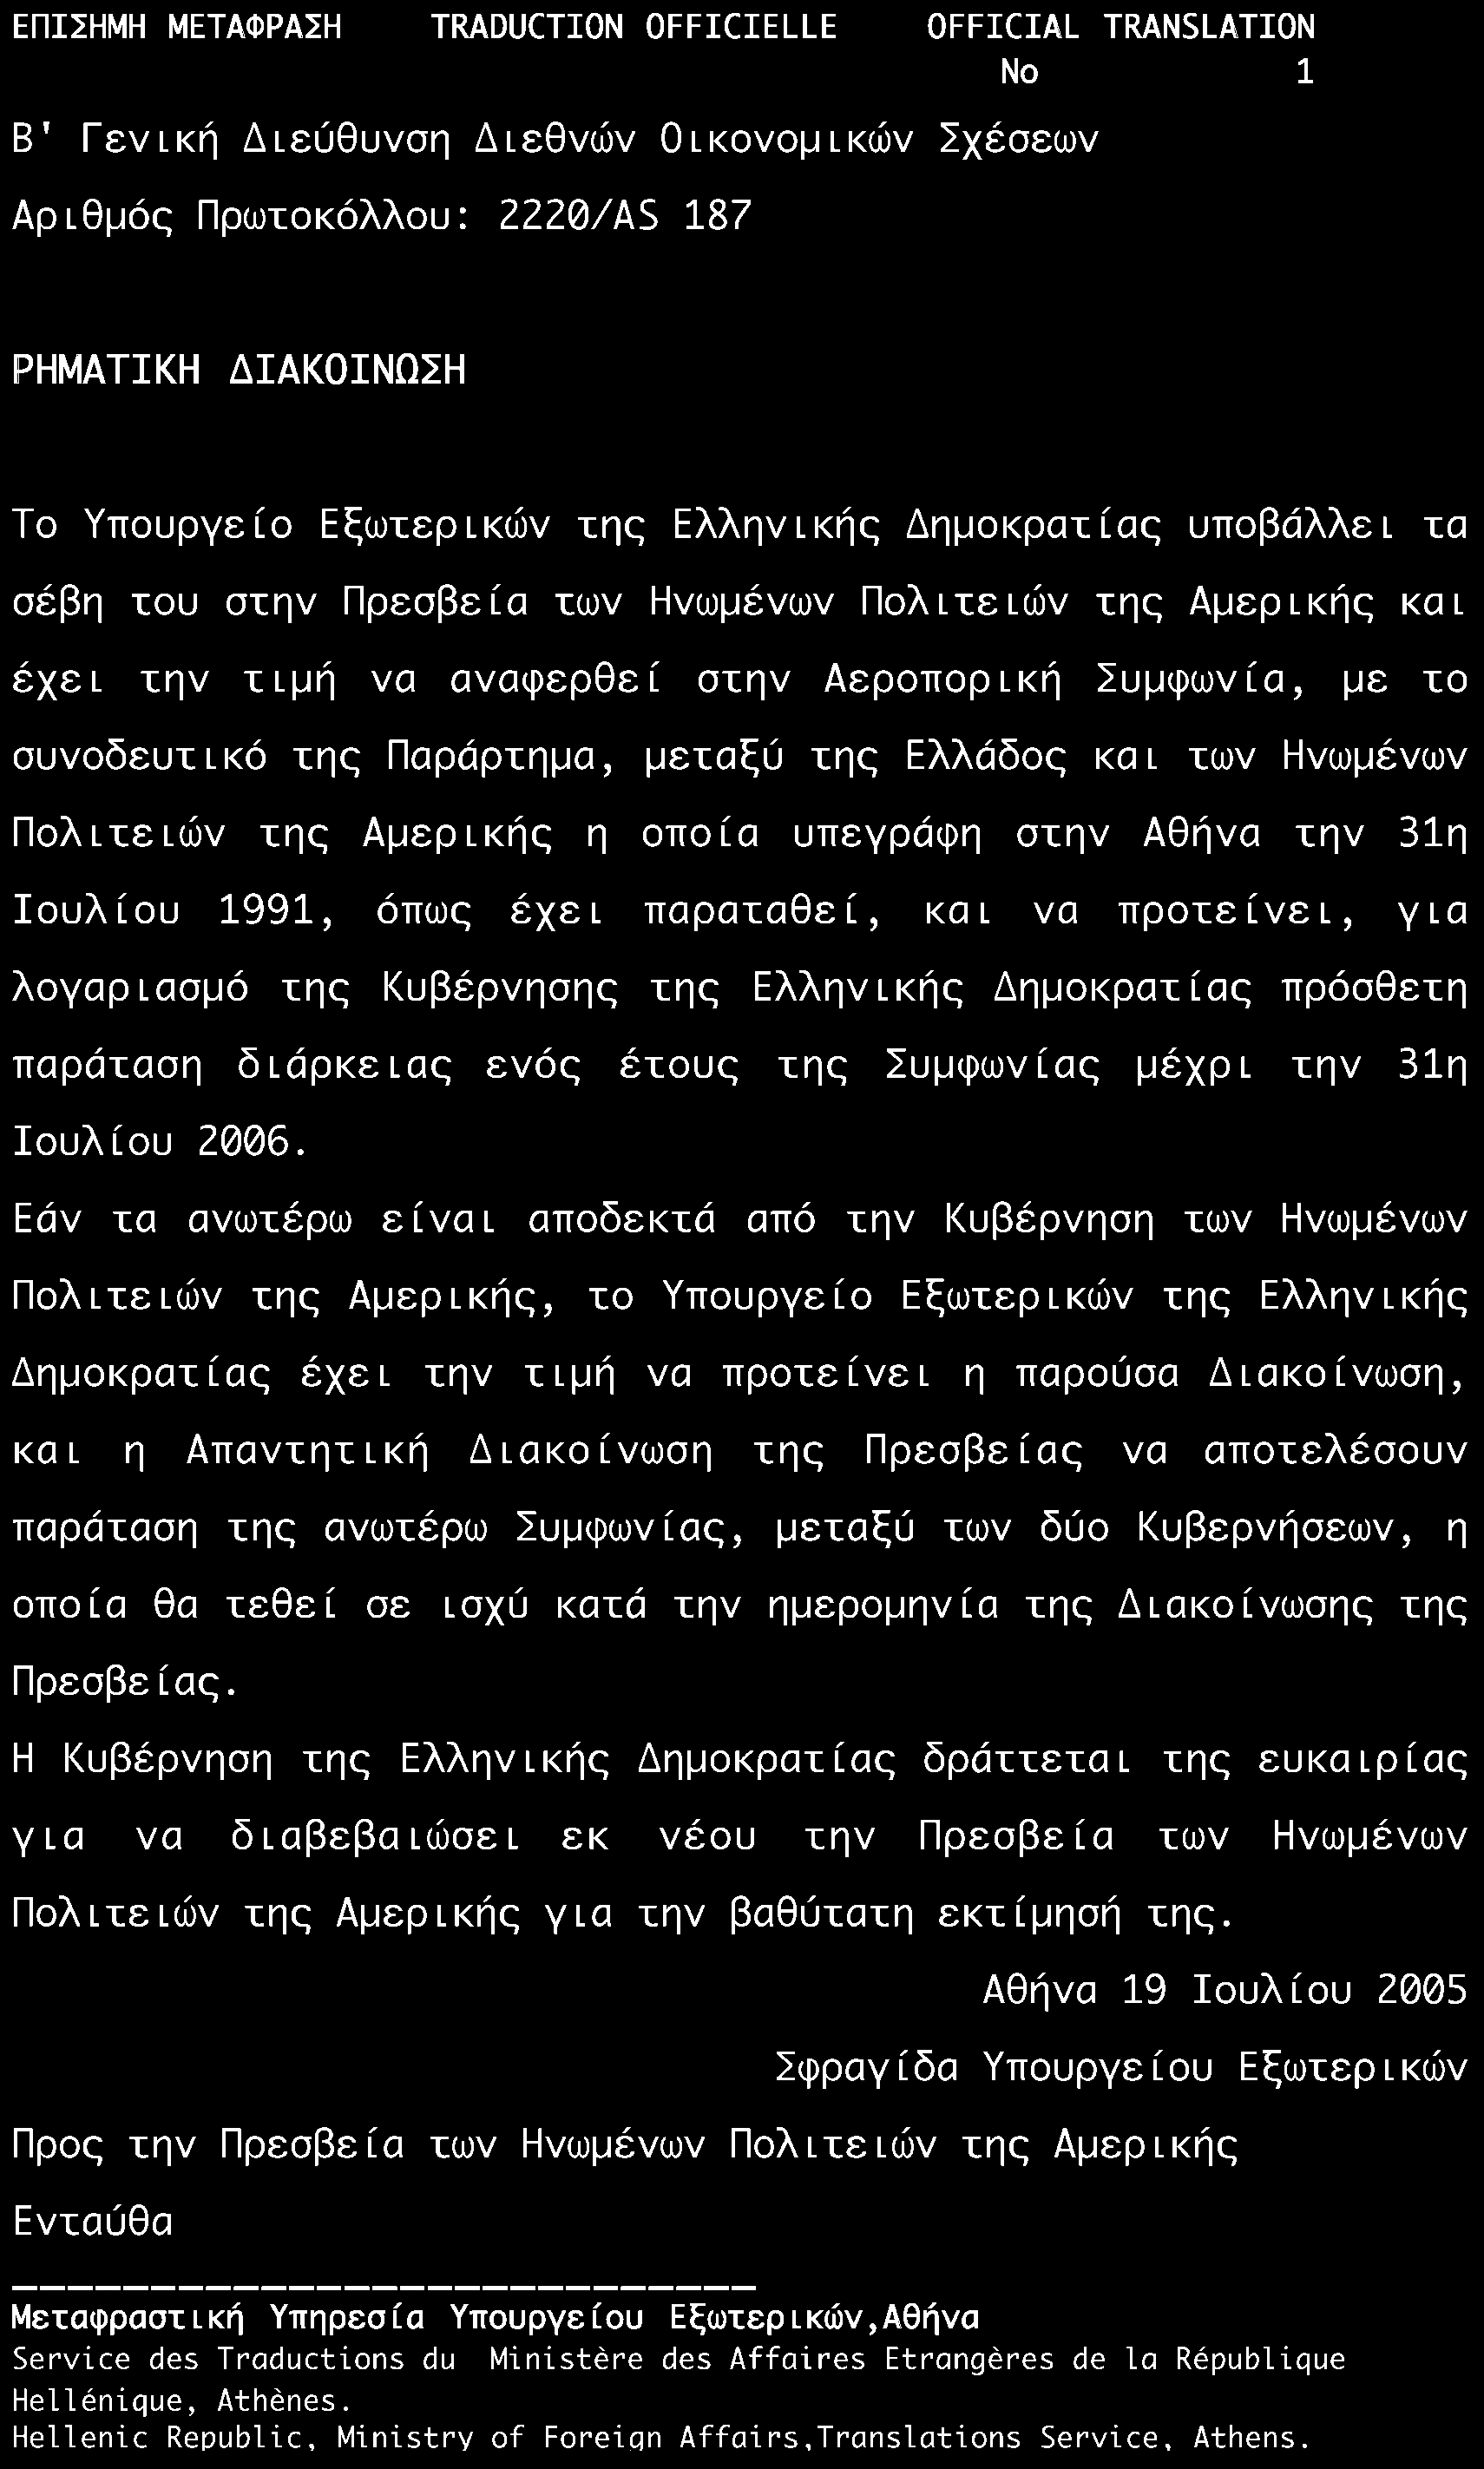 ΕΠΙΣΗΜΗ ΜΕΤΑΦΡΑΣΗ TRADUCTION OFFICIELLE OFFICIAL TRANSLATION
No 1
Β' Γενική Διεύθυνση Διεθνών Οικονομικών Σχέσεων
Αριθμός Πρωτοκόλλου: 2220/AS 187
ΡΗΜΑΤΙΚΗ ΔΙΑΚΟΙΝΩΣΗ
Το Υπουργείο Εξωτερικών της Ελληνικής Δημοκρατίας υποβάλλει τα
σέβη του στην Πρεσβεία των Ηνωμένων Πολιτειών της Αμερικής και
έχει την τιμή να αναφερθεί στην Αεροπορική Συμφωνία, με το
συνοδευτικό της Παράρτημα, μεταξύ της Ελλάδος και των Ηνωμένων
Πολιτειών της Αμερικής η οποία υπεγράφη στην Αθήνα την 31η
Ιουλίου 1991, όπως έχει παραταθεί, και να προτείνει, για
λογαριασμό της Κυβέρνησης της Ελληνικής Δημοκρατίας πρόσθετη
παράταση διάρκειας ενός έτους της Συμφωνίας μέχρι την 31η
Ιουλίου 2006.
Εάν τα ανωτέρω είναι αποδεκτά από την Κυβέρνηση των Ηνωμένων
Πολιτειών της Αμερικής, το Υπουργείο Εξωτερικών της Ελληνικής
Δημοκρατίας έχει την τιμή να προτείνει η παρούσα Διακοίνωση,
και η Απαντητική Διακοίνωση της Πρεσβείας να αποτελέσουν
παράταση της ανωτέρω Συμφωνίας, μεταξύ των δύο Κυβερνήσεων, η
οποία θα τεθεί σε ισχύ κατά την ημερομηνία της Διακοίνωσης της
Πρεσβείας.
Η Κυβέρνηση της Ελληνικής Δημοκρατίας δράττεται της ευκαιρίας
για να διαβεβαιώσει εκ νέου την Πρεσβεία των Ηνωμένων
Πολιτειών της Αμερικής για την βαθύτατη εκτίμησή της.
Αθήνα 19 Ιουλίου 2005
Σφραγίδα Υπουργείου Εξωτερικών
Προς την Πρεσβεία των Ηνωμένων Πολιτειών της Αμερικής
Ενταύθα
Μεταφραστική Υπηρεσία Υπουργείου Εξωτερικών,Αθήνα
Service des Traductions du Ministère des Affaires Etrangères de la République
Hellénique, Athènes.
Hellenic Republic, Ministry of Foreign Affairs,Translations Service, Athens.